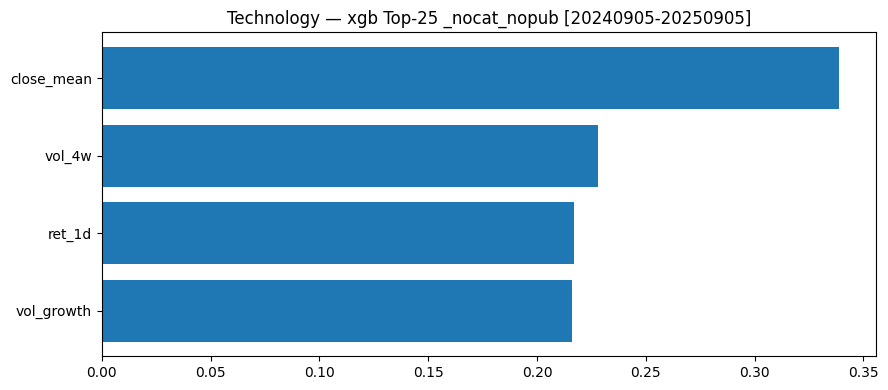 Technology — xgb Top-25 _nocat_nopub [20240905-20250905]
close_mean
vol_4w
ret_1d
vol_growth
0.00 0.05 0.10 0.15 0.20 0.25 0.30 0.35